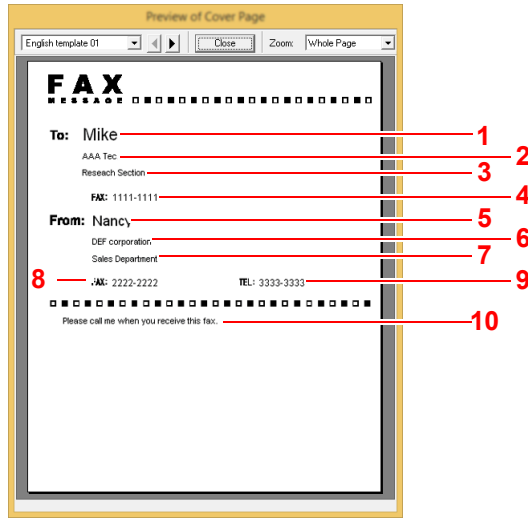 Preview of Cover Page
English template 01 Close Zoom: Whole Page
FAX
MESSAGE
To: Mike 1
AAA Tec 2
Reseach Section 3
FAX: 1111-1111 4
From: Nancy 5
DEF corporation 6
Sales Department 7
8 FAX: 2222-2222 TEL: 3333-3333 9
Please call me when you receive this fax. 10